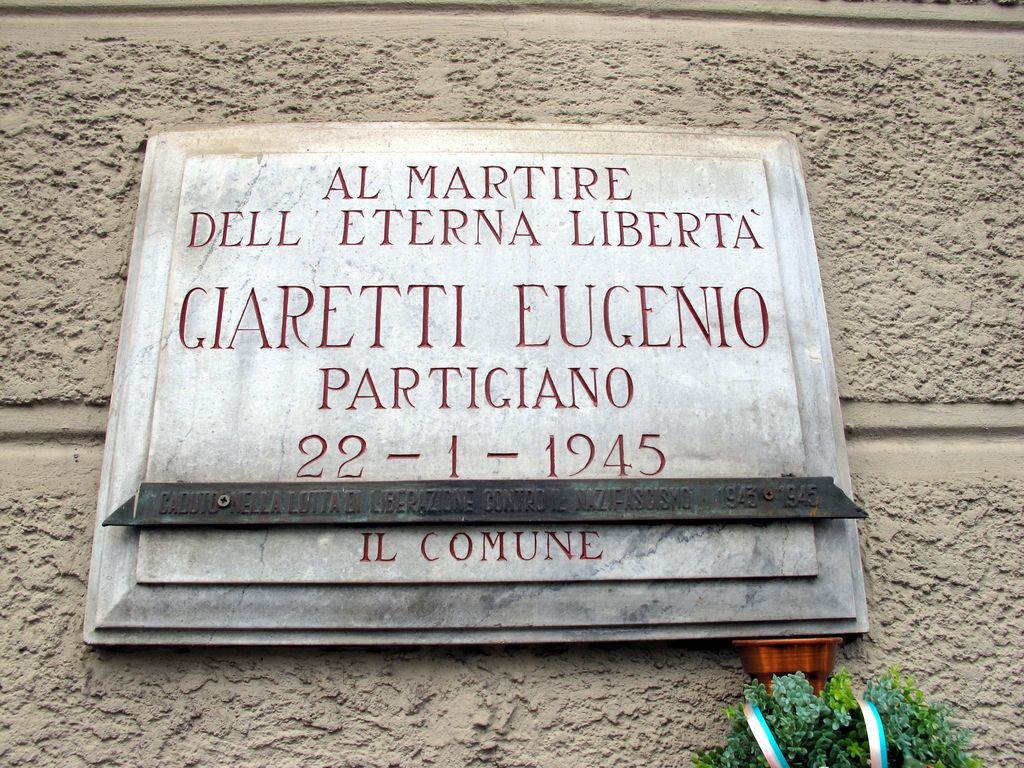 AL MARTIRE
DELL ETERNA LIBERTÀ
CIARETTI EUGENIO
PARTIGIANO
22 - 1 - 1945
CADUTO NELLA LOTTA DI LIBERAZIONE CONTRO IL NAZIFASCISMO 1943 1945
IL COMUNE